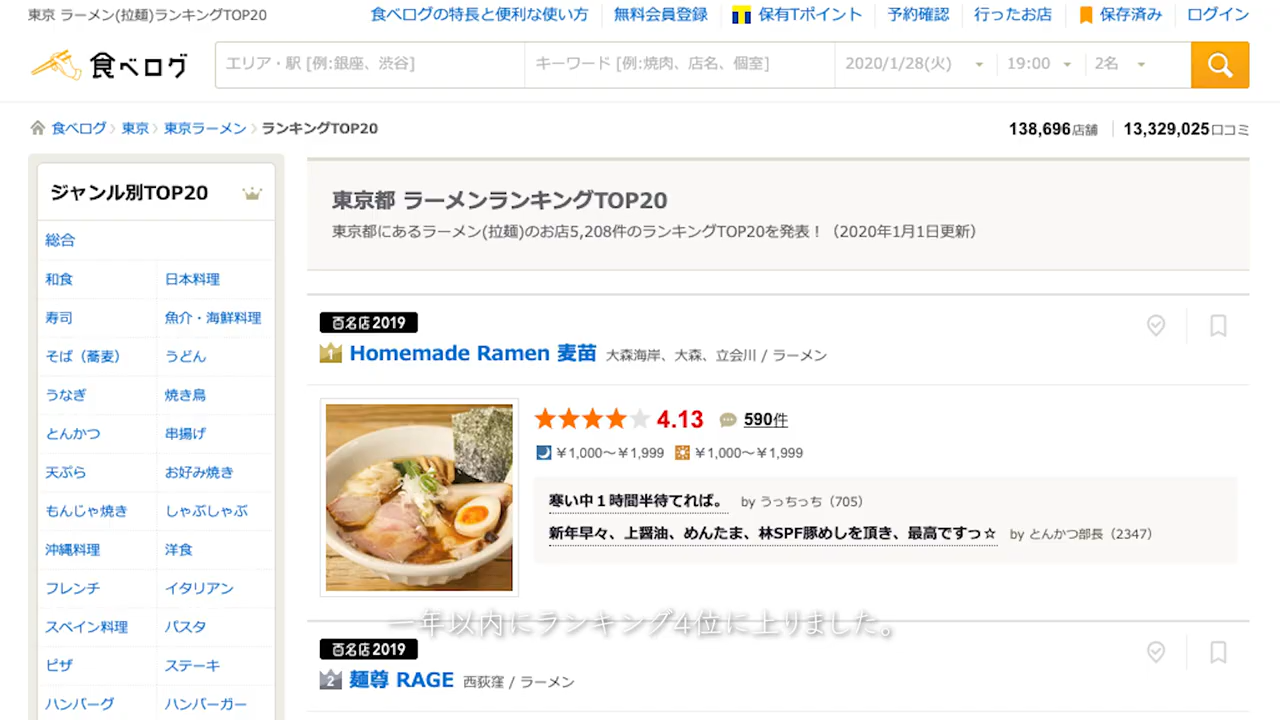 東京 ラーメン(拉麺)ランキングTOP20
食べログの特長と便利な使い方
無料会員登録
保有Tポイント
予約確認
行ったお店
保存済み
ログイン
食べログ
エリア・駅 [例:銀座、渋谷]
キーワード [例:焼肉、店名、個室]
2020/1/28(火)
19:00
2名
食べログ 東京 東京ラーメン ランキングTOP20
138,696店舗
13,329,025口コミ
ジャンル別TOP20
総合
和食 日本料理
寿司 魚介・海鮮料理
そば（蕎麦） うどん
うなぎ 焼き鳥
とんかつ 串揚げ
天ぷら お好み焼き
もんじゃ焼き しゃぶしゃぶ
沖縄料理 洋食
フレンチ イタリアン
スペイン料理 パスタ
ピザ ステーキ
ハンバーグ ハンバーガー
東京都 ラーメンランキングTOP20
東京都にあるラーメン(拉麺)のお店5,208件のランキングTOP20を発表！（2020年1月1日更新）
百名店2019
1 Homemade Ramen 麦苗 大森海岸、大森、立会川 / ラーメン
4.13 590件
￥1,000～￥1,999 ￥1,000～￥1,999
寒い中１時間半待てれば。 by うっちっち（705）
新年早々、上醤油、めんたま、林SPF豚めしを頂き、最高ですっ☆ by とんかつ部長（2347）
一年以内にランキング4位に上りました。
百名店2019
2 麺尊 RAGE 西荻窪 / ラーメン